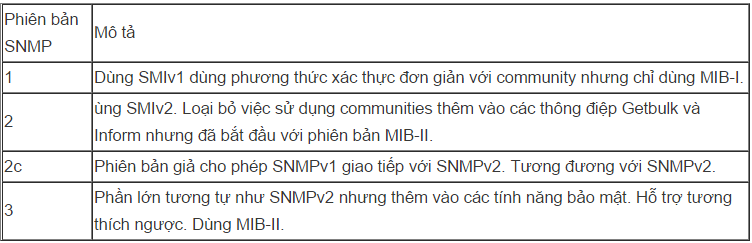 Phiên bản
SNMP
Mô tả
1
Dùng SMIv1 dùng phương thức xác thực đơn giản với community nhưng chỉ dùng MIB-I.
2
ùng SMIv2. Loại bỏ việc sử dụng communities thêm vào các thông điệp Getbulk và
Inform nhưng đã bắt đầu với phiên bản MIB-II.
2c
Phiên bản giả cho phép SNMPv1 giao tiếp với SNMPv2. Tương đương với SNMPv2.
3
Phần lớn tương tự như SNMPv2 nhưng thêm vào các tính năng bảo mật. Hỗ trợ tương
thích ngược. Dùng MIB-II.